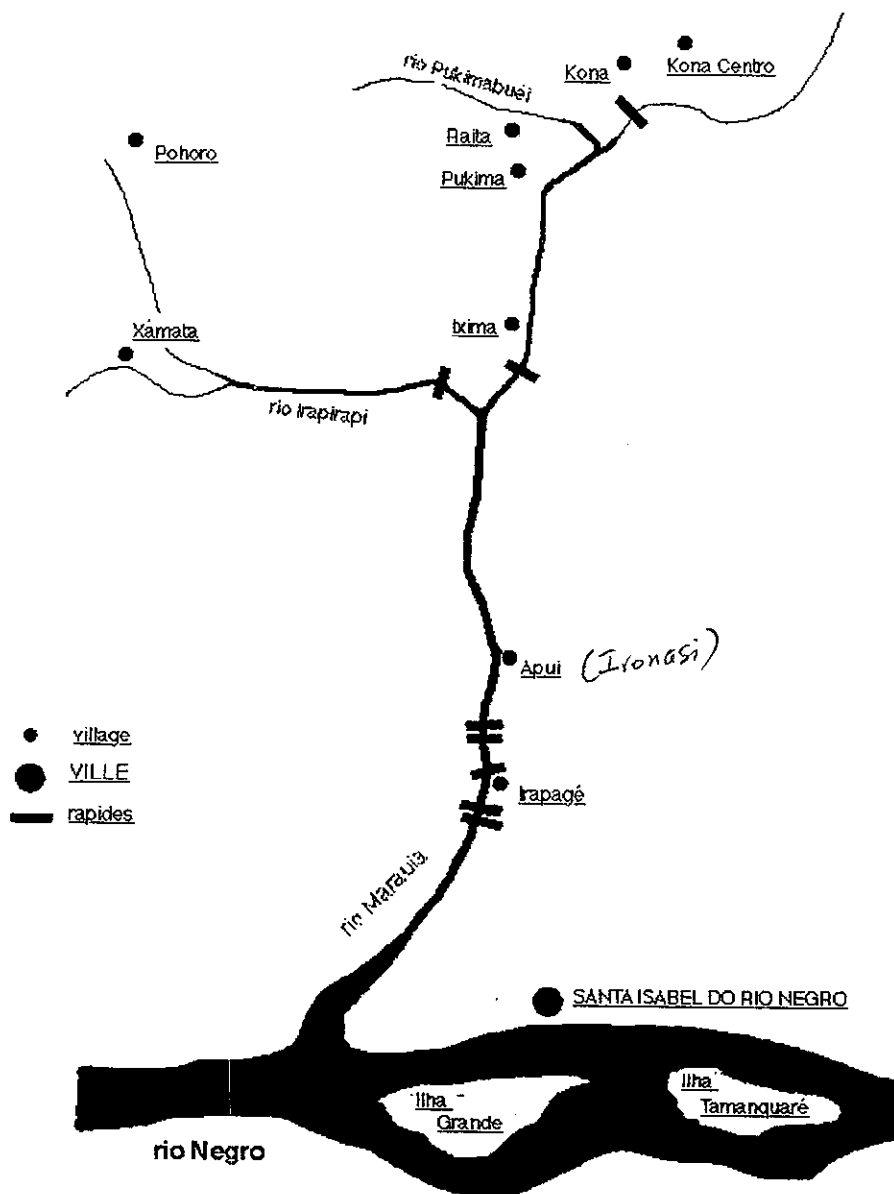 Kona
Kona Centro
rio Pukimabuei
Raita
Pohoro
Pukima
Xámata
Ixima
rio Irapirapi
Apui (Ironasi)
village
VILLE
rapides
Irapagé
rio Marauia
SANTA ISABEL DO RIO NEGRO
Ilha
Grande
Ilha
Tamanquaré
rio Negro